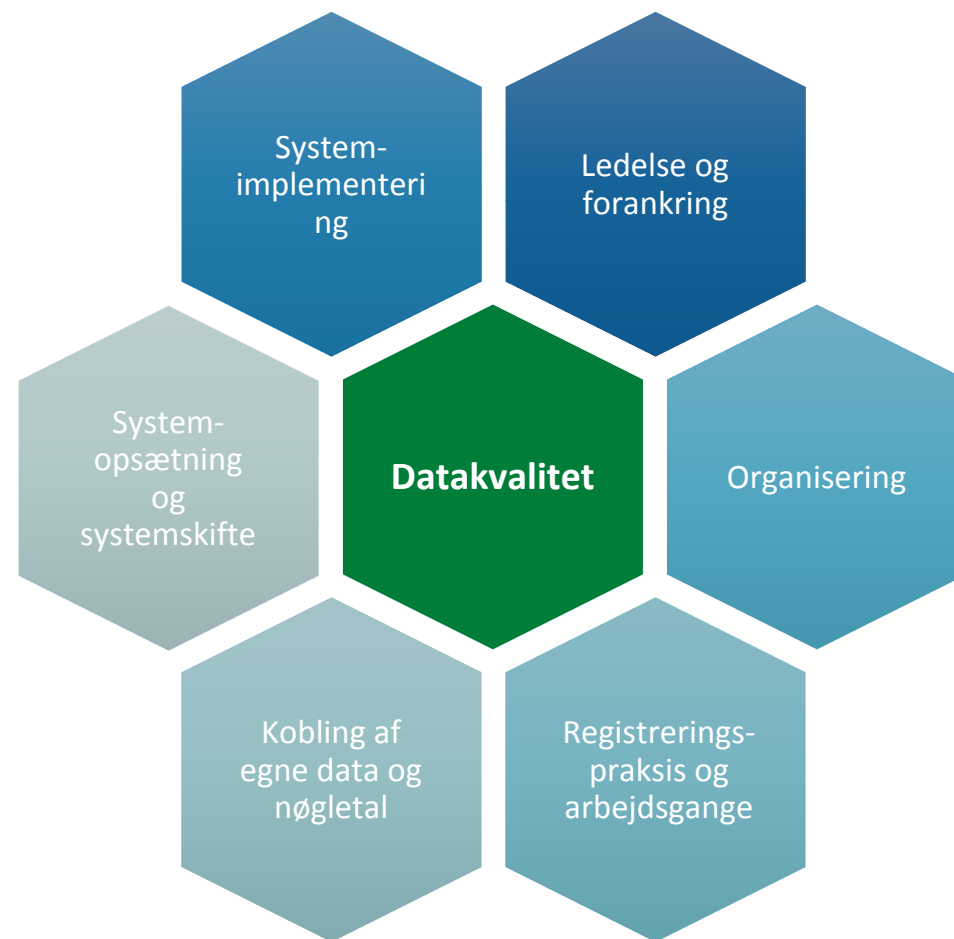 System-
implementeri
ng
Ledelse og
forankring
System-
opsætning
og
systemskifte
Datakvalitet
Organisering
Kobling af
egne data og
nøgletal
Registrerings-
praksis og
arbejdsgange